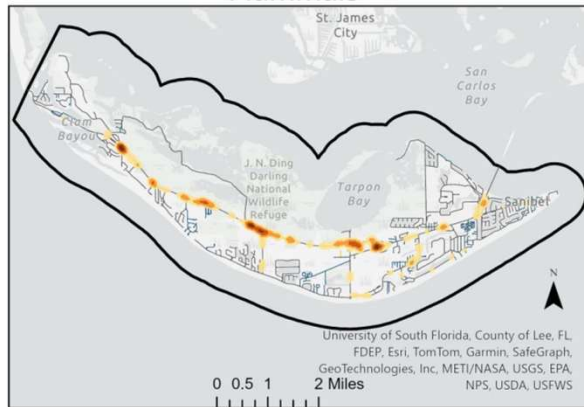 St. James
City
San
Carlos
Bay
Clam
Bayou
J. N. Ding
Darling
National
Wildlife
Refuge
Tarpon
Bay
Sanibel
N
University of South Florida, County of Lee, FL,
FDEP, Esri, TomTom, Garmin, SafeGraph,
GeoTechnologies, Inc, METI/NASA, USGS, EPA,
NPS, USDA, USFWS
0 0.5 1 2 Miles